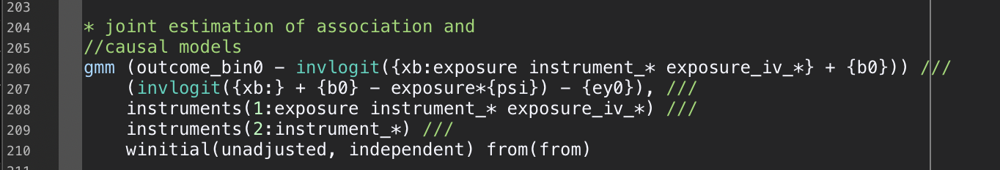 203
204 * joint estimation of association and
205 //causal models
206 gmm (outcome_bin0 - invlogit({xb:exposure instrument_* exposure_iv_*} + {b0})) ///
207 (invlogit({xb:} + {b0} - exposure*{psi}) - {ey0}), ///
208 instruments(1:exposure instrument_* exposure_iv_*) ///
209 instruments(2:instrument_*) ///
210 winitial(unadjusted, independent) from(from)
211